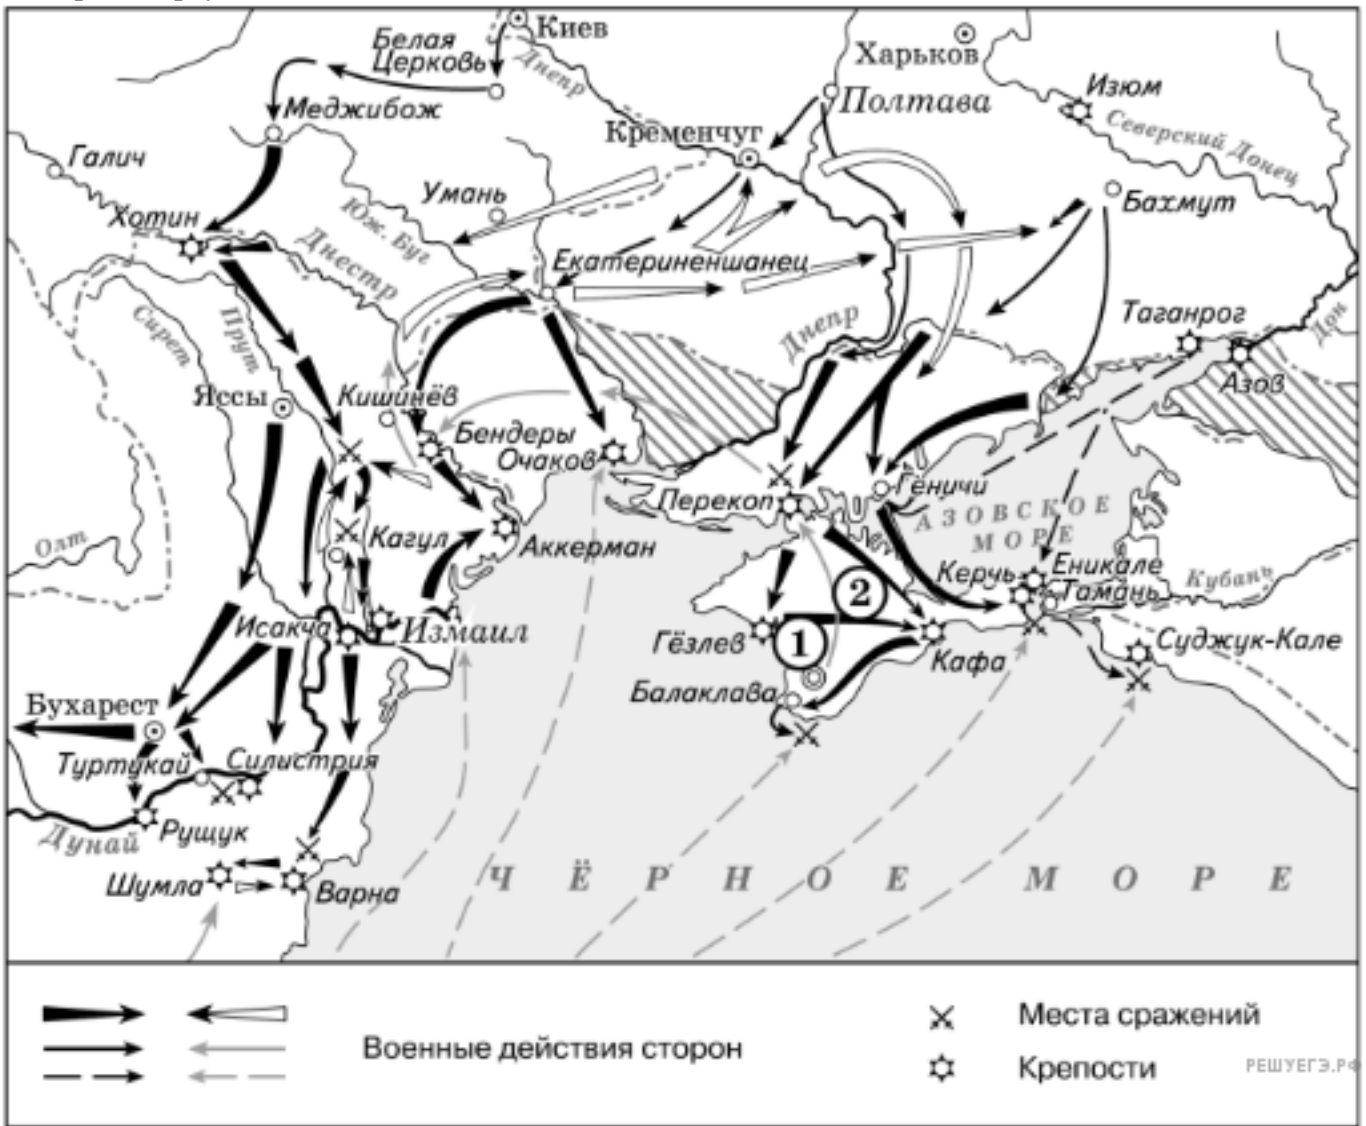 Киев
Белая
Церковь
Днепр
Харьков
Изюм
Меджибож
Полтава
Северский Донец
Кременчуг
Галич
Умань
Бахмут
Хотин
Юж. Буг
Днестр
Екатериненшанец
Сирет
Прут
Днепр
Таганрог
Дон
Яссы
Кишинёв
Азов
Бендеры
Очаков
Перекоп
Геничи
АЗОВСКОЕ
МОРЕ
Олт
Кагул
Аккерман
Керчь
Еникале
Тамань
Кубань
2
Исакча
Измаил
1
Гёзлев
Кафа
Суджук-Кале
Балаклава
Бухарест
Туртукай
Силистрия
Дунай
Рущук
Шумла
Варна
ЧЁРНОЕ МОРЕ
Военные действия сторон
Места сражений
Крепости
РЕШУЕГЭ.РФ